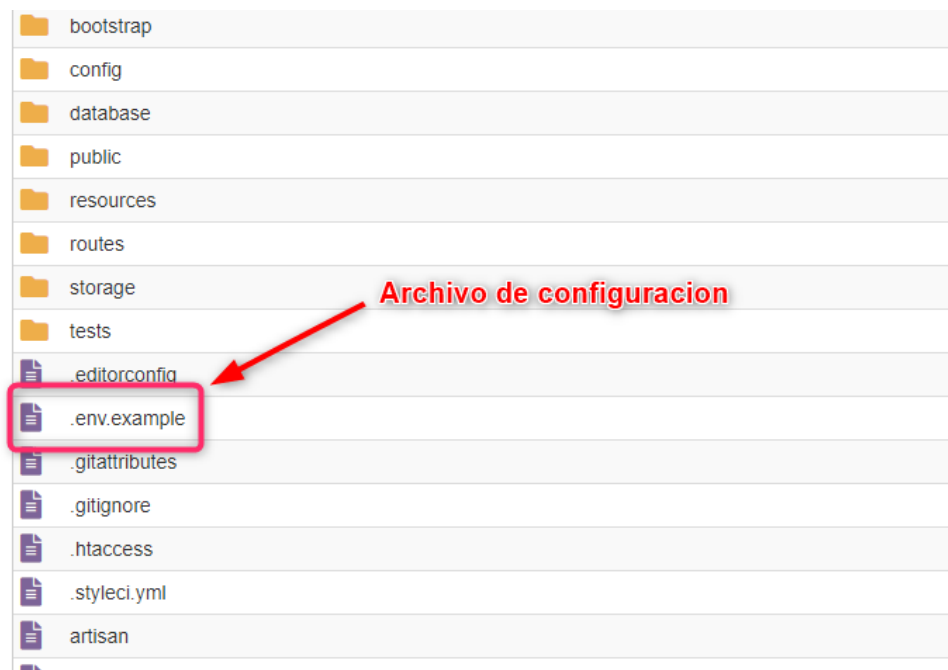 bootstrap
config
database
public
resources
routes
storage
Archivo de configuracion
tests
.editorconfig
.env.example
.gitattributes
.gitignore
.htaccess
.styleci.yml
artisan